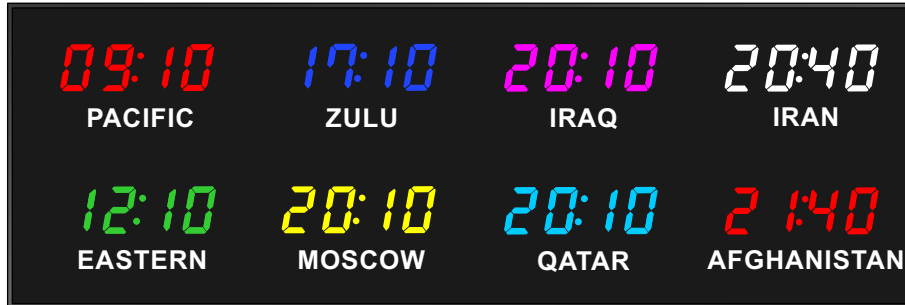 09:10 17:10 20:10 20:40
PACIFIC ZULU IRAQ IRAN
12:10 20:10 20:10 21:40
EASTERN MOSCOW QATAR AFGHANISTAN